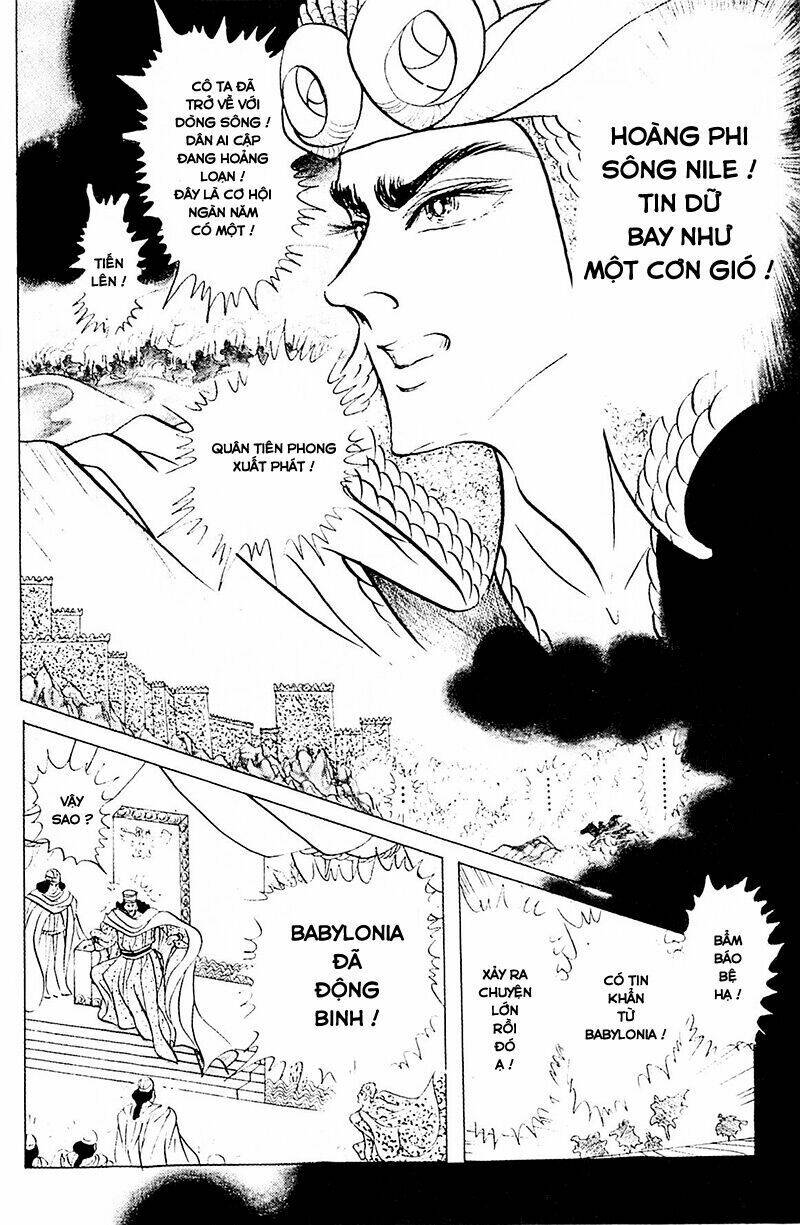 HOÀNG PHI
SÔNG NILE !
TIN DỮ
BAY NHƯ
MỘT CƠN GIÓ !
CÔ TA ĐÃ
TRỞ VỀ VỚI
DÒNG SÔNG !
DÂN AI CẬP
ĐANG HOẢNG
LOẠN !
ĐÂY LÀ CƠ HỘI
NGÀN NĂM
CÓ MỘT !
TIẾN
LÊN !
QUÂN TIÊN PHONG
XUẤT PHÁT !
BẨM
BÁO
BỆ
HẠ !
CÓ TIN
KHẨN
TỪ
BABYLONIA !
XẢY RA
CHUYỆN
LỚN
RỒI
ĐÓ
Ạ !
BABYLONIA
ĐÃ
ĐỘNG
BINH !
VẬY
SAO ?